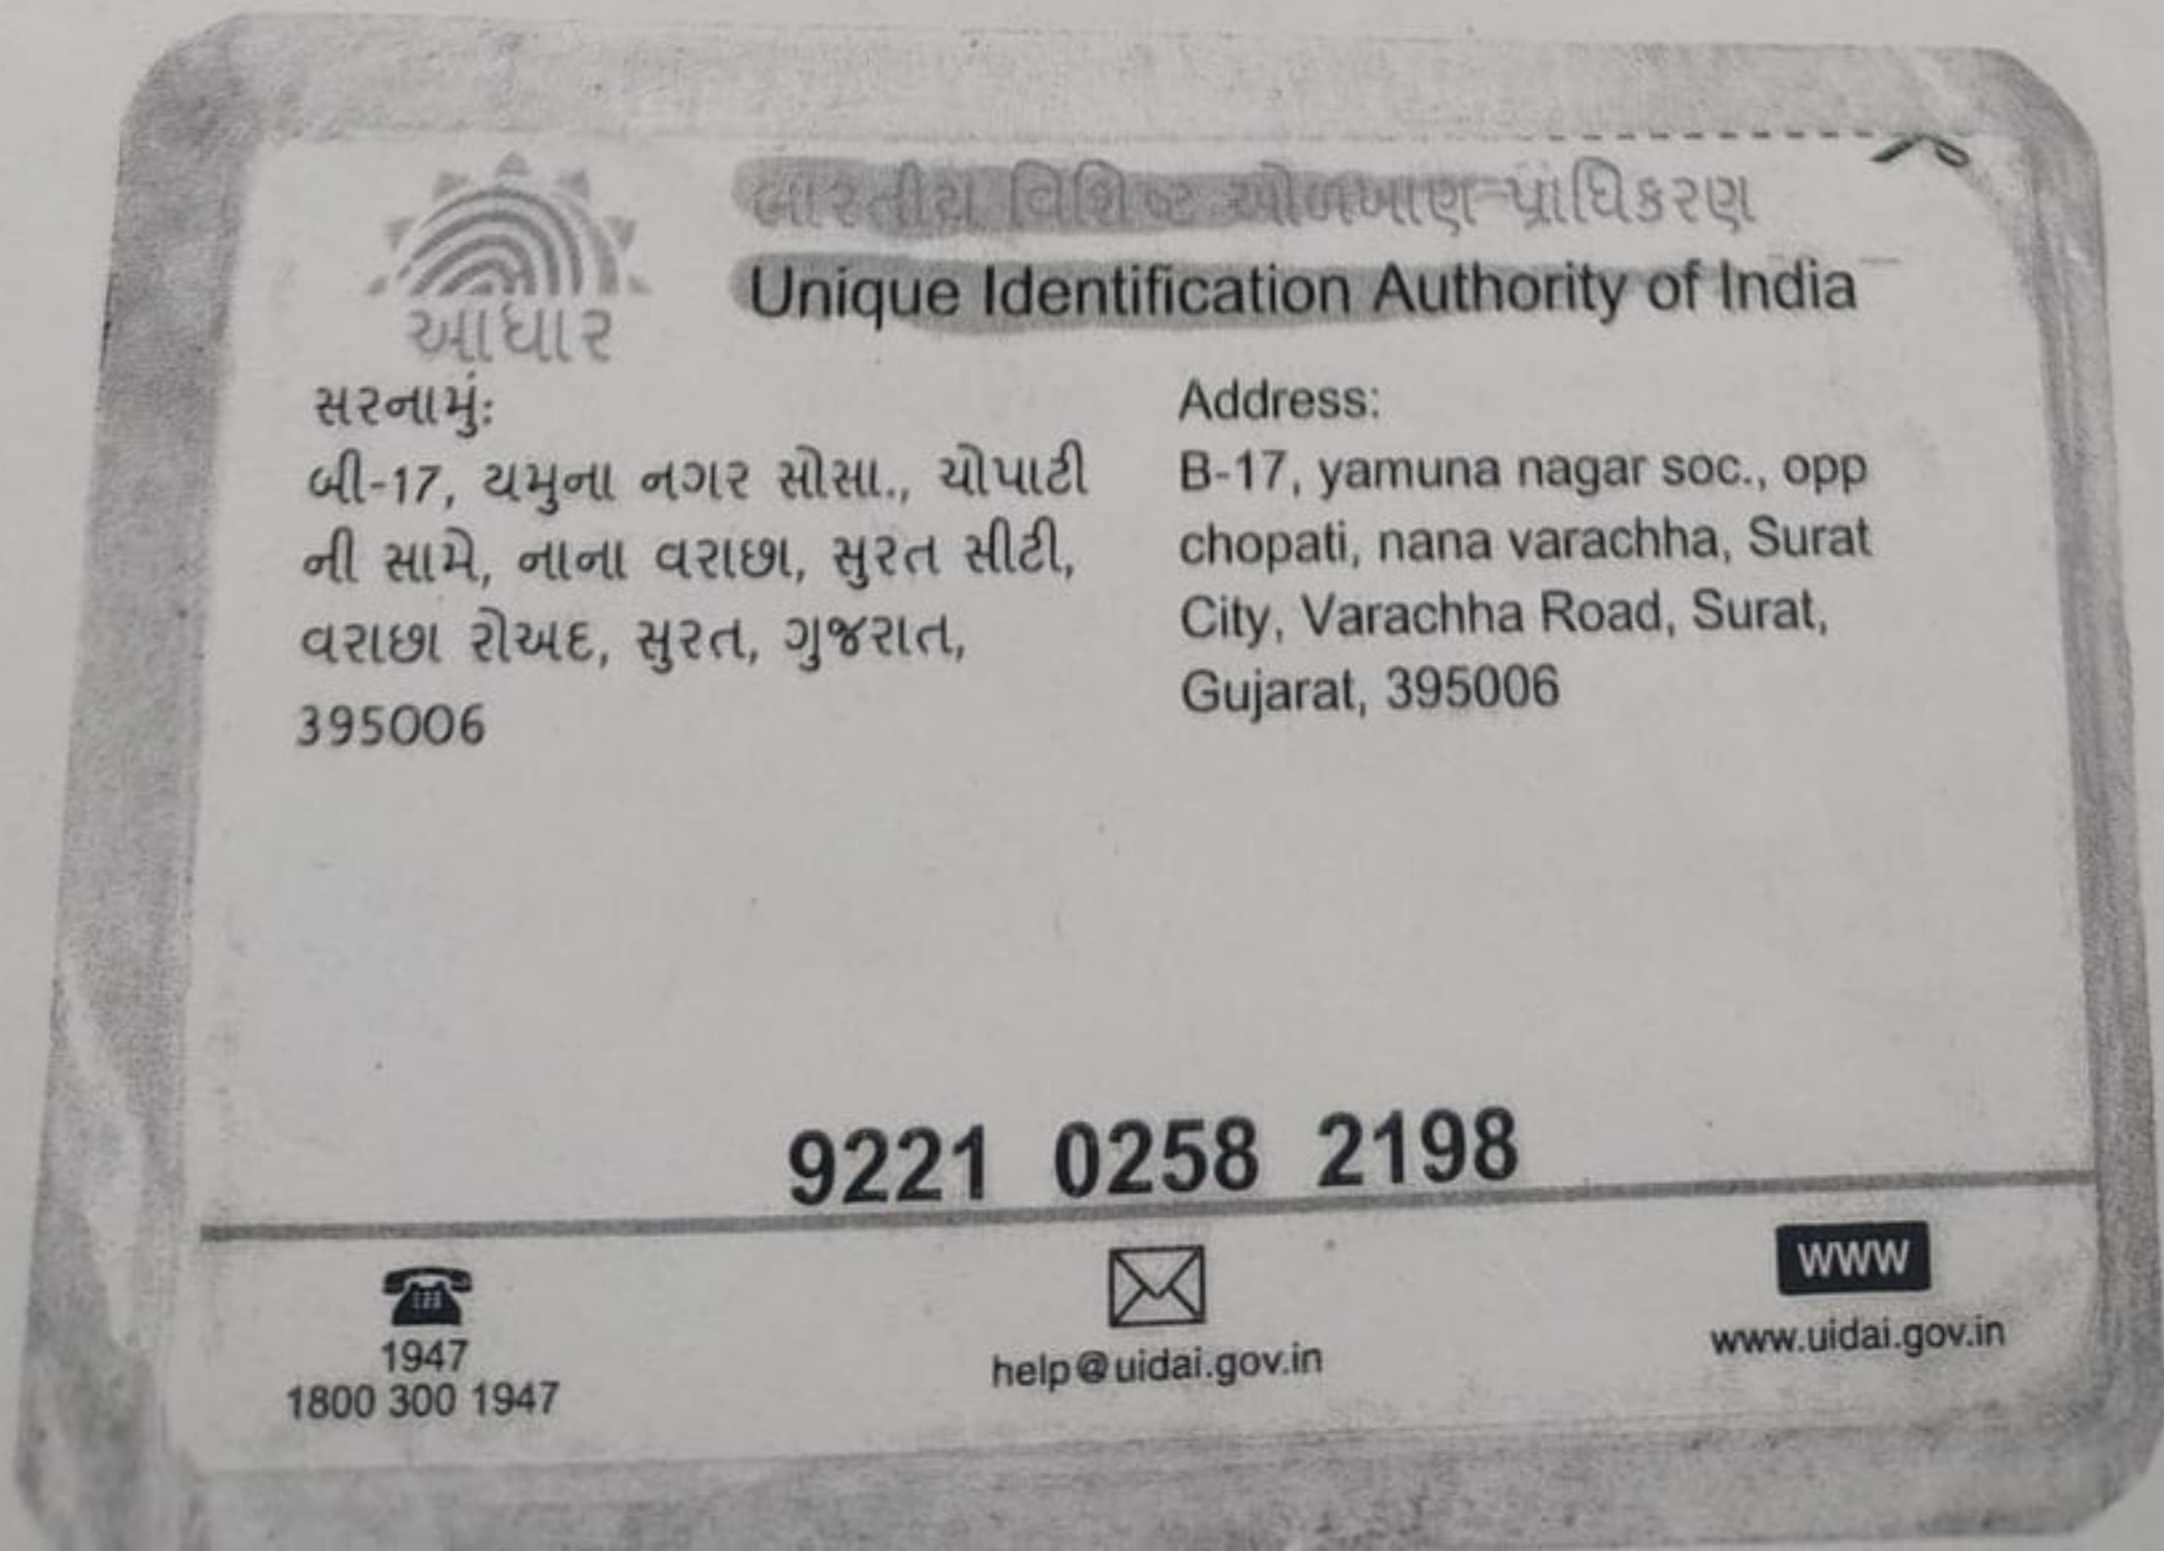 ભારતીય વિશિષ્ટ ઓળખાણ પ્રાધિકરણ
Unique Identification Authority of India
આધાર
સરનામું:
બી-17, યમુના નગર સોસા., ચોપાટી
ની સામે, નાના વરાછા, સુરત સીટી,
વરાછા રોઅદ, સુરત, ગુજરાત,
395006
Address:
B-17, yamuna nagar soc., opp
chopati, nana varachha, Surat
City, Varachha Road, Surat,
Gujarat, 395006
9221 0258 2198
1947
1800 300 1947
help@uidai.gov.in
www
www.uidai.gov.in